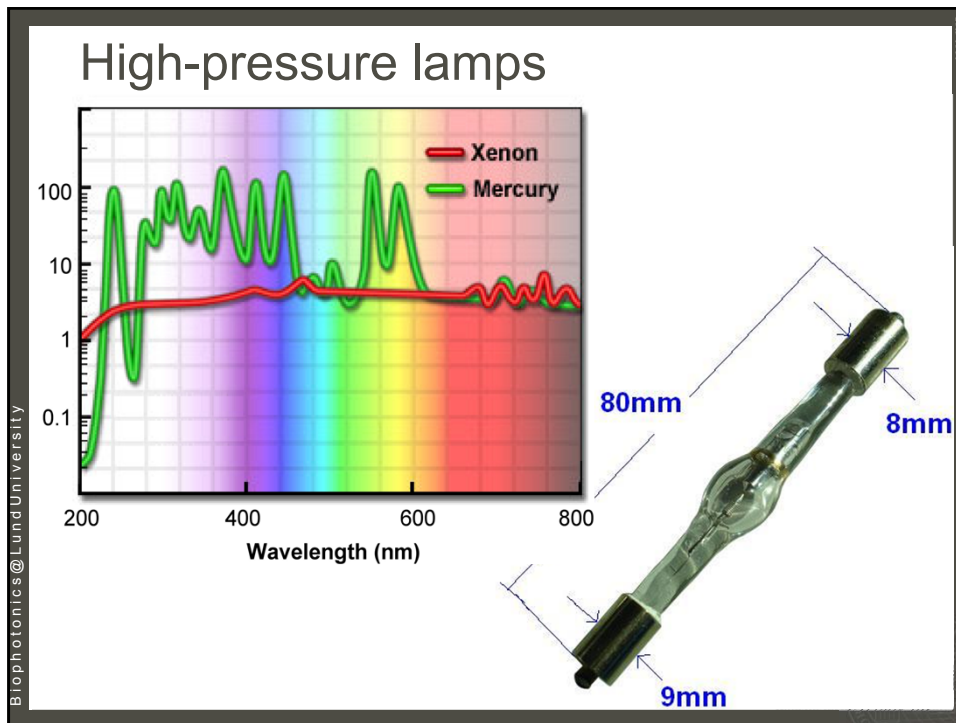 High-pressure lamps
Xenon
Mercury
100
10
1
0.1
200 400 600 800
Wavelength (nm)
80mm
8mm
9mm
Biophotonics@LundUniversity